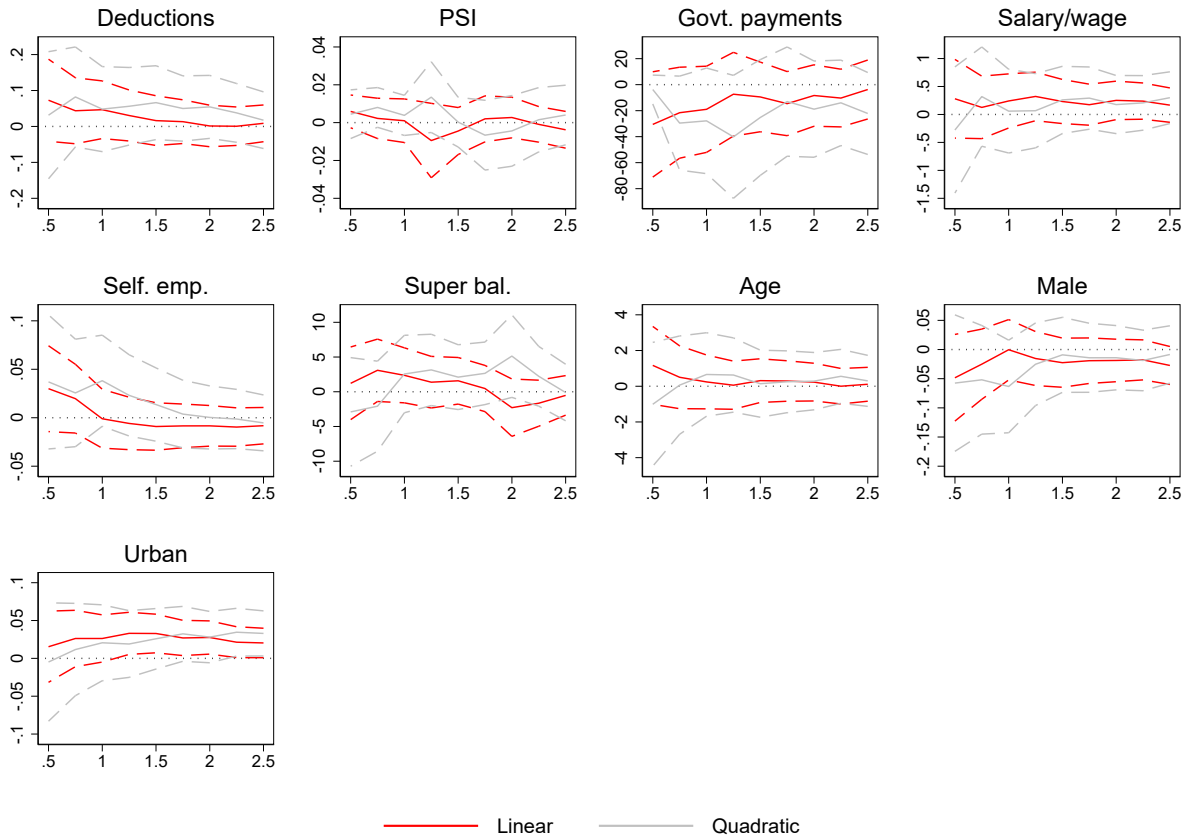 Deductions
.2
.1
0
-.1
-.2
.5 1 1.5 2 2.5
PSI
.04
.02
0
-.02
-.04
.5 1 1.5 2 2.5
Govt. payments
20
0
-20
-40
-60
-80
.5 1 1.5 2 2.5
Salary/wage
1
.5
0
-.5
-1
-1.5
.5 1 1.5 2 2.5
Self. emp.
.1
.05
0
-.05
.5 1 1.5 2 2.5
Super bal.
10
5
0
-5
-10
.5 1 1.5 2 2.5
Age
4
2
0
-2
-4
.5 1 1.5 2 2.5
Male
.05
0
-.05
-.1
-.15
-.2
.5 1 1.5 2 2.5
Urban
.1
.05
0
-.05
-.1
.5 1 1.5 2 2.5
Linear Quadratic